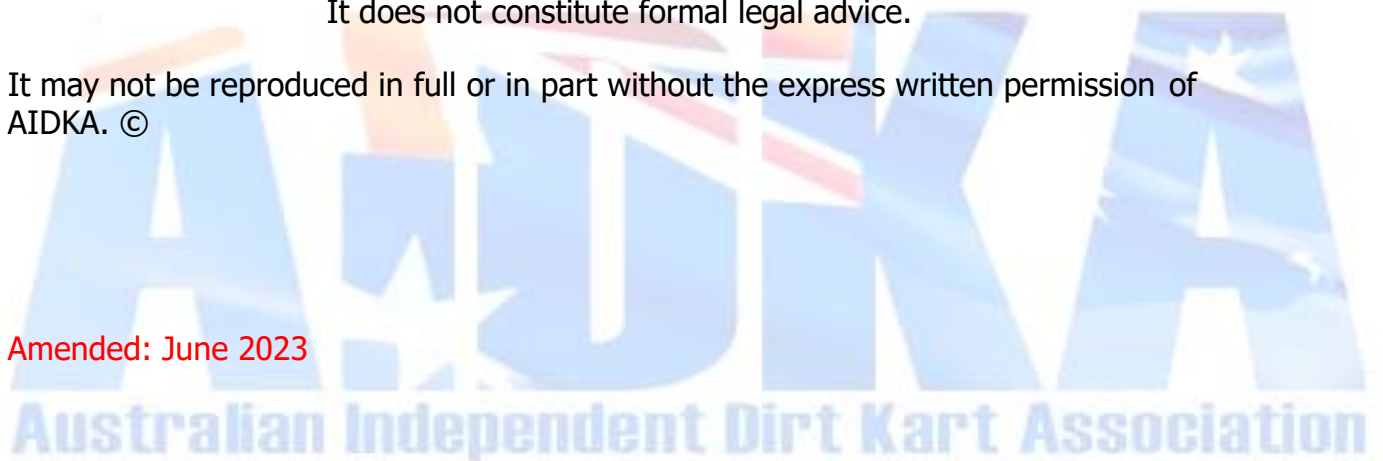 It does not constitute formal legal advice.
It may not be reproduced in full or in part without the express written permission of
AIDKA. ©
Amended: June 2023
AIDKA
Australian Independent Dirt Kart Association